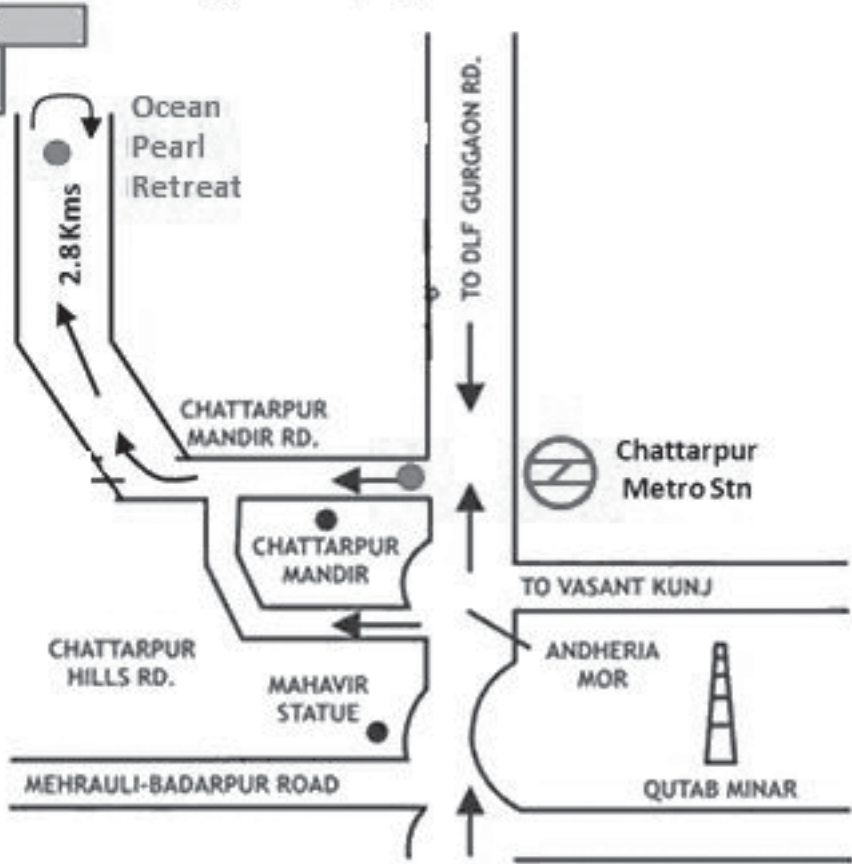 Ocean
Pearl
Retreat
2.8Kms
TO DLF GURGAON RD.
CHATTARPUR
MANDIR RD.
Chattarpur
Metro Stn
CHATTARPUR
MANDIR
TO VASANT KUNJ
CHATTARPUR
HILLS RD.
ANDHERIA
MOR
MAHAVIR
STATUE
MEHRAULI-BADARPUR ROAD
QUTAB MINAR